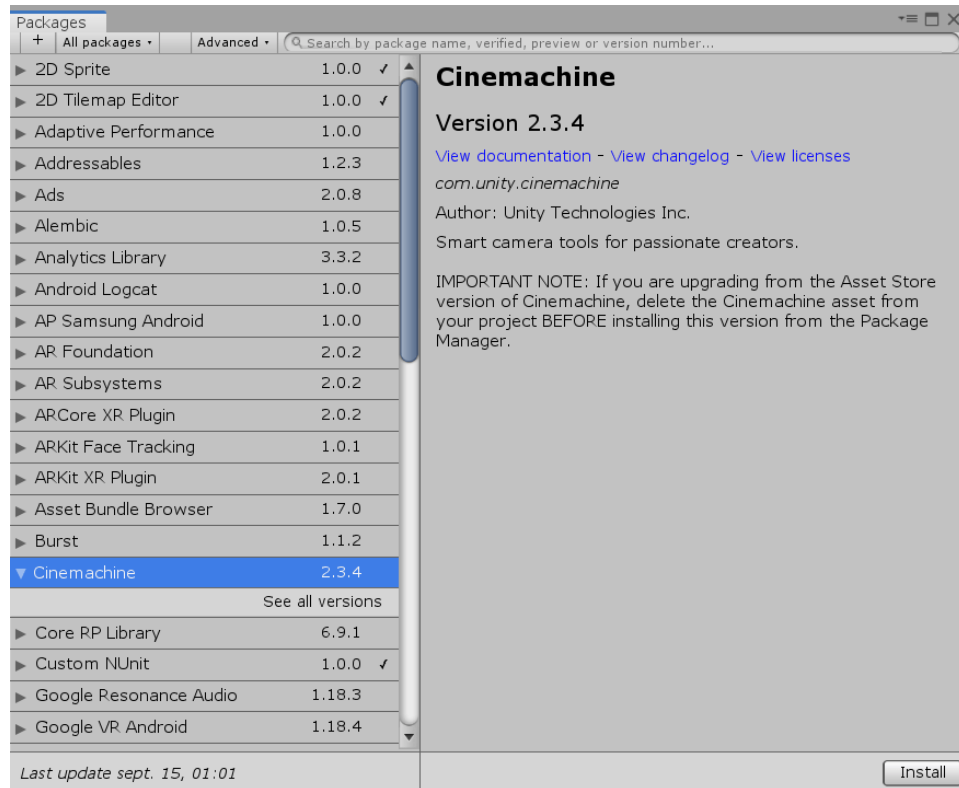 Packages
+ All packages Advanced Search by package name, verified, preview or version number...
2D Sprite 1.0.0 ✓
2D Tilemap Editor 1.0.0 ✓
Adaptive Performance 1.0.0
Addressables 1.2.3
Ads 2.0.8
Alembic 1.0.5
Analytics Library 3.3.2
Android Logcat 1.0.0
AP Samsung Android 1.0.0
AR Foundation 2.0.2
AR Subsystems 2.0.2
ARCore XR Plugin 2.0.2
ARKit Face Tracking 1.0.1
ARKit XR Plugin 2.0.1
Asset Bundle Browser 1.7.0
Burst 1.1.2
Cinemachine 2.3.4
See all versions
Core RP Library 6.9.1
Custom NUnit 1.0.0 ✓
Google Resonance Audio 1.18.3
Google VR Android 1.18.4
Last update sept. 15, 01:01
Cinemachine
Version 2.3.4
View documentation - View changelog - View licenses
com.unity.cinemachine
Author: Unity Technologies Inc.
Smart camera tools for passionate creators.
IMPORTANT NOTE: If you are upgrading from the Asset Store
version of Cinemachine, delete the Cinemachine asset from
your project BEFORE installing this version from the Package
Manager.
Install